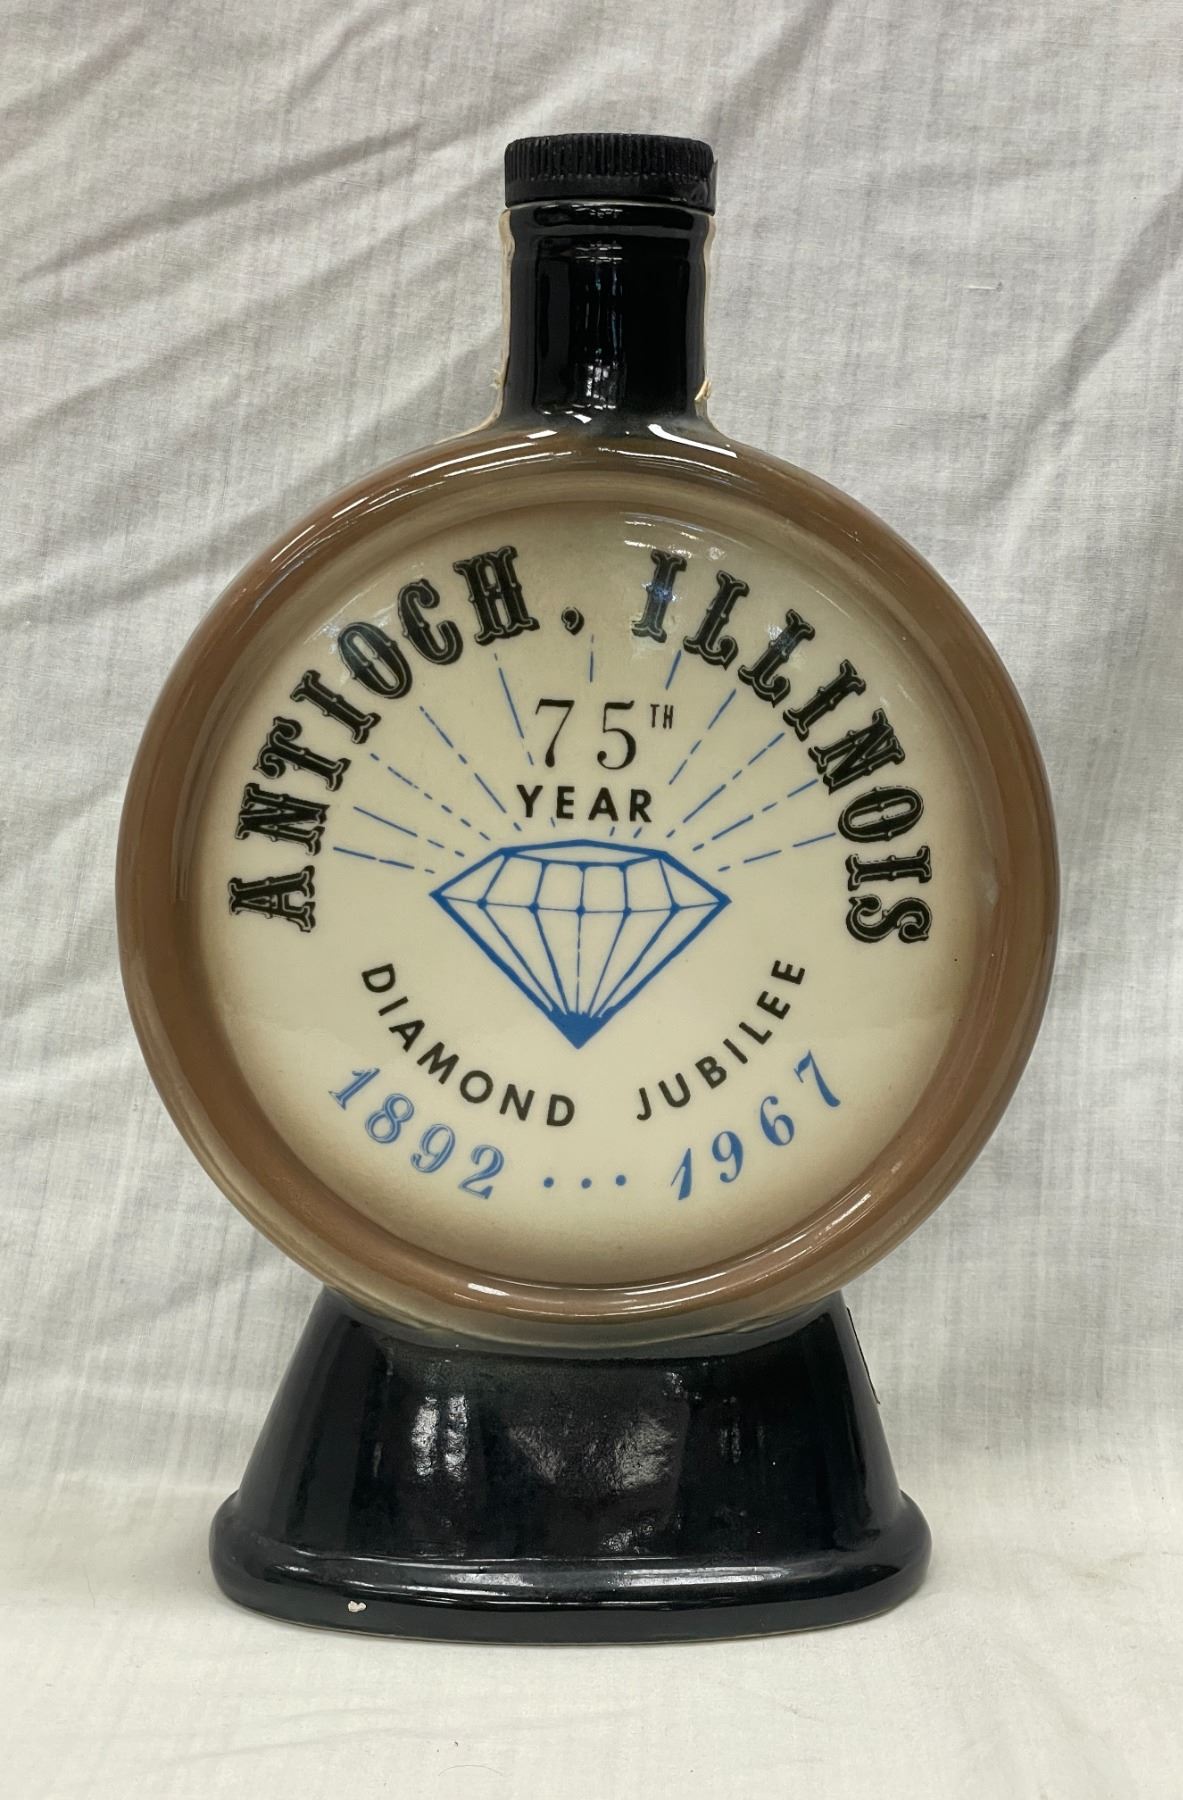 ANTIOCH, ILLINOIS
75TH
YEAR
DIAMOND JUBILEE
1892...1967